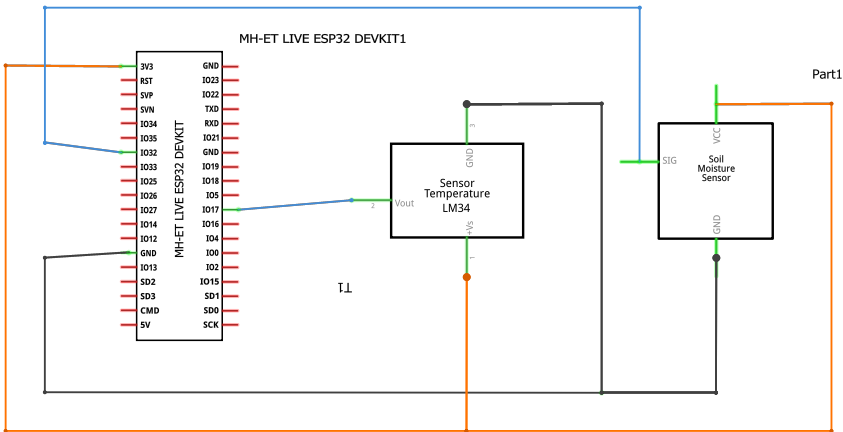 MH-ET LIVE ESP32 DEVKIT1
Part1
3V3
RST
SVP
SVN
IO34
IO35
IO32
IO33
IO25
IO26
IO27
IO14
IO12
GND
IO13
SD2
SD3
CMD
5V
MH-ET LIVE ESP32 DEVKIT
GND
IO23
IO22
TXD
RXD
IO21
GND
IO19
IO18
IO5
IO17
IO16
IO4
IO0
IO2
IO15
SD1
SD0
SCK
3
GND
Sensor
Temperature
LM34
2
Vout
+Vs
1
T1
VCC
SIG
Soil
Moisture
Sensor
GND